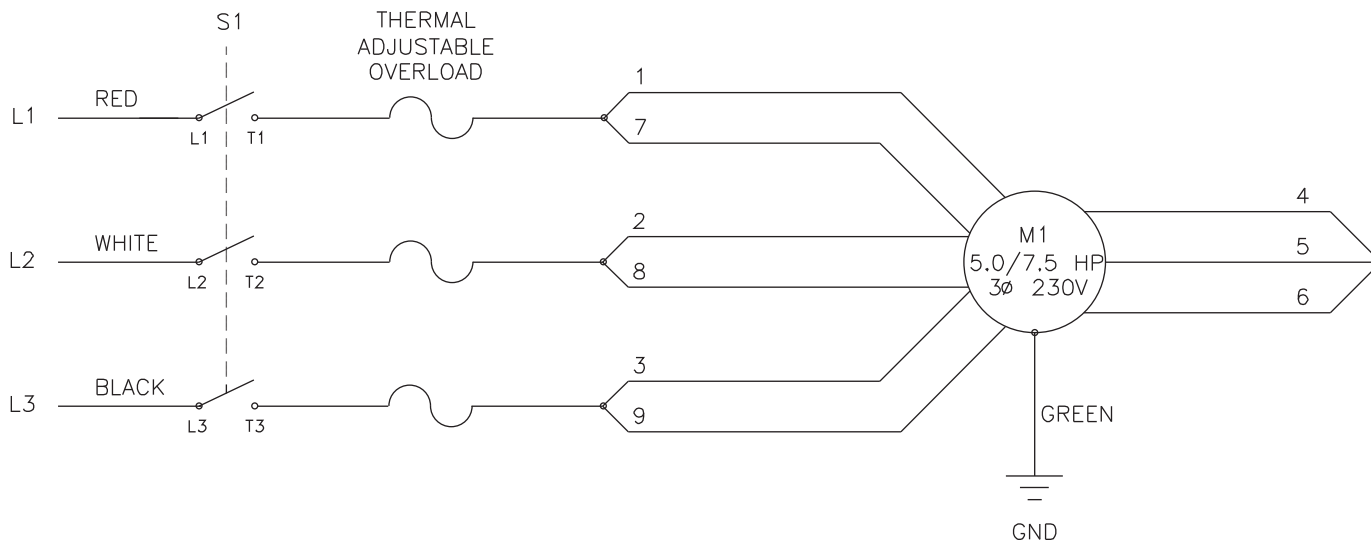 S1
THERMAL
ADJUSTABLE
OVERLOAD
L1
RED
L1
T1
1
7
L2
WHITE
L2
T2
2
8
M1
5.0/7.5 HP
3ø 230V
4
5
6
L3
BLACK
L3
T3
3
9
GREEN
GND